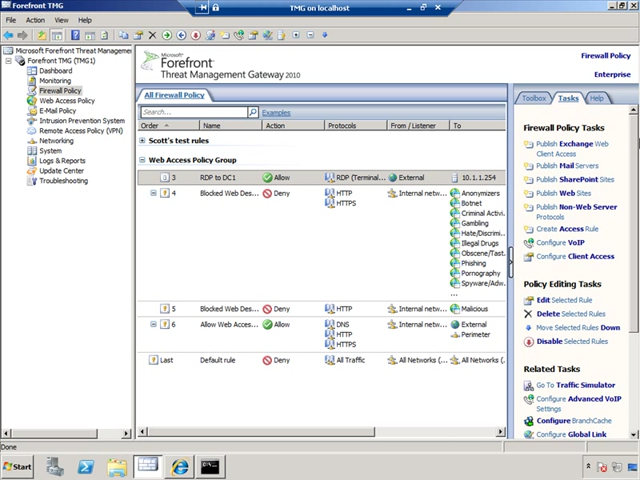 Forefront TMG
TMG on localhost
File Action View Help
Microsoft Forefront Threat Management
Forefront TMG (TMG1)
Dashboard
Monitoring
Firewall Policy
Web Access Policy
E-Mail Policy
Intrusion Prevention System
Remote Access Policy (VPN)
Networking
System
Logs & Reports
Update Center
Troubleshooting
Microsoft
Forefront
Threat Management Gateway 2010
Firewall Policy
Enterprise
All Firewall Policy
Search...
Examples
Order Name Action Protocols From / Listener To
Scott's test rules
Web Access Policy Group
3 RDP to DC1 Allow RDP (Terminal... External 10.1.1.254
4 Blocked Web Des... Deny HTTP Internal netw... Anonymizers
HTTPS Botnet
Criminal Activi...
Gambling
Hate/Discrimi...
Illegal Drugs
Obscene/Tast...
Phishing
Pornography
Spyware/Adw...
...
5 Blocked Web Des... Deny HTTP Internal netw... Malicious
6 Allow Web Acces... Allow DNS Internal netw... External
HTTP Perimeter
HTTPS
Last Default rule Deny All Traffic All Networks (... All Networks (...
Toolbox Tasks Help
Firewall Policy Tasks
Publish Exchange Web
Client Access
Publish Mail Servers
Publish SharePoint Sites
Publish Web Sites
Publish Non-Web Server
Protocols
Create Access Rule
Configure VoIP
Configure Client Access
Policy Editing Tasks
Edit Selected Rule
Delete Selected Rules
Move Selected Rules Down
Disable Selected Rules
Related Tasks
Go To Traffic Simulator
Configure Advanced VoIP
Settings
Configure BranchCache
Configure Global Link
Done
Start